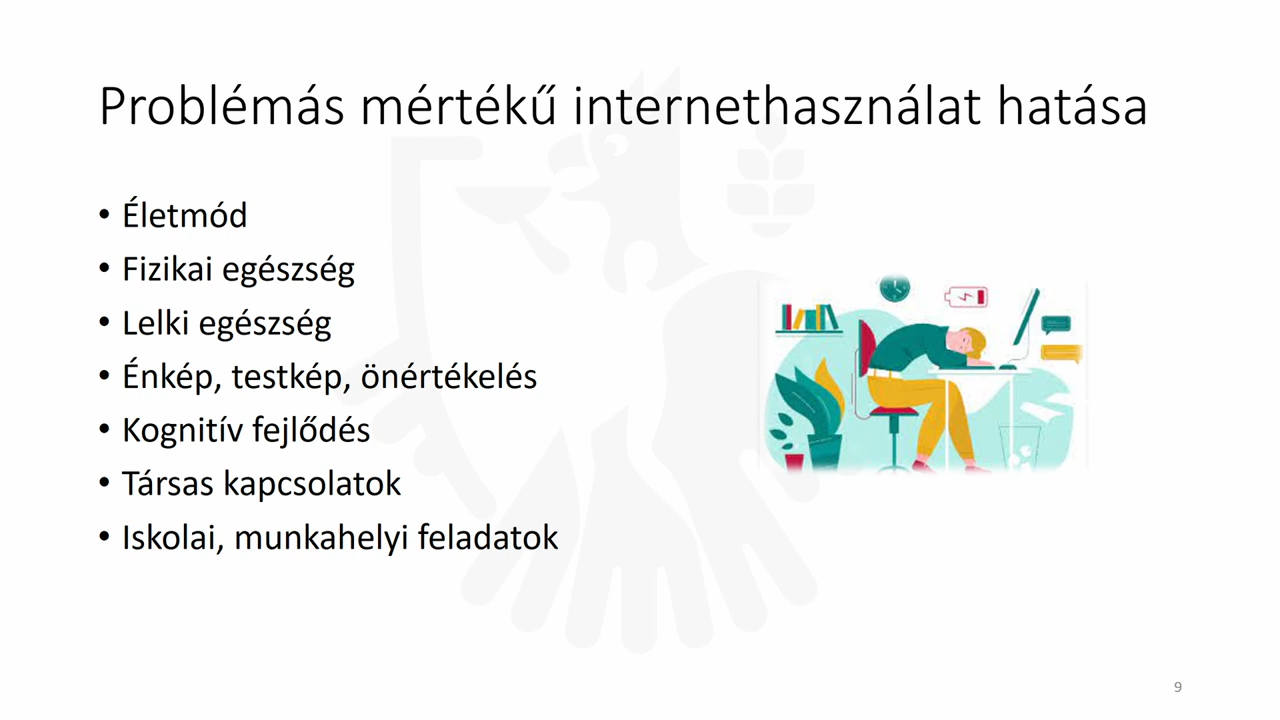 Problémás mértékű internethasználat hatása
• Életmód
• Fizikai egészség
• Lelki egészség
• Énkép, testkép, önértékelés
• Kognitív fejlődés
• Társas kapcsolatok
• Iskolai, munkahelyi feladatok
9